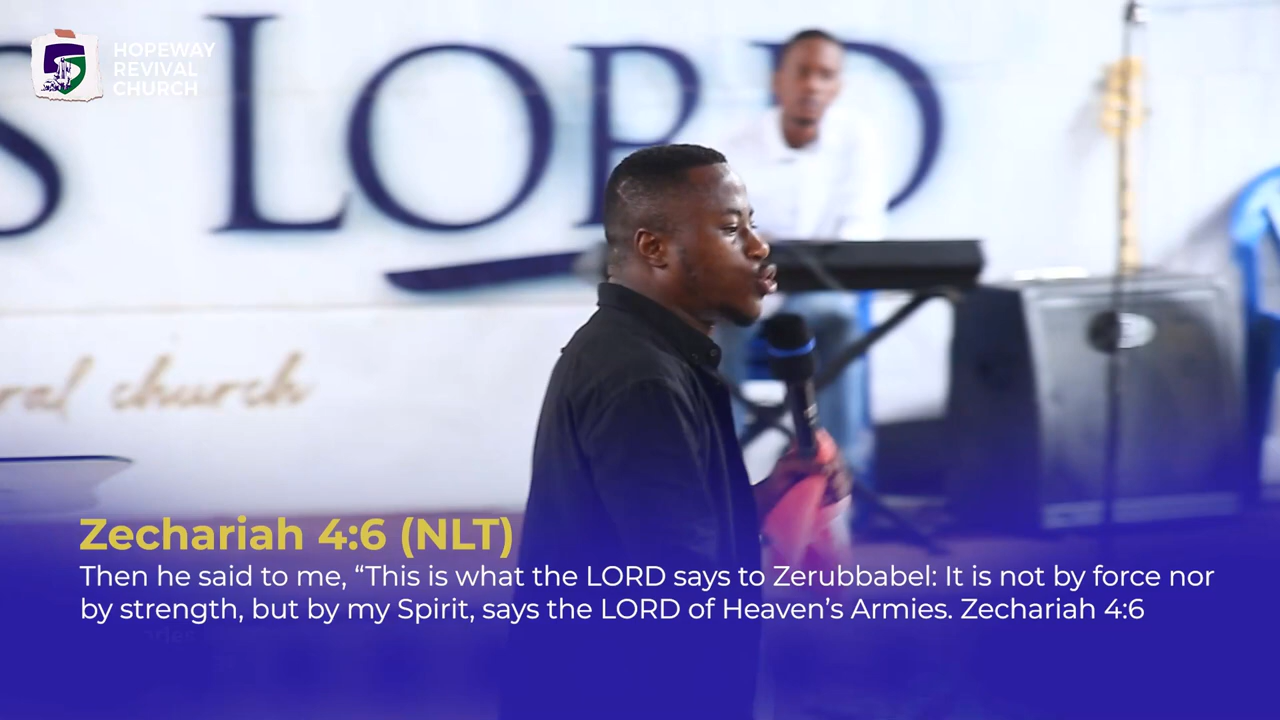 HOPEWAY
REVIVAL
CHURCH
S LORD
ral church
Zechariah 4:6 (NLT)
Then he said to me, “This is what the LORD says to Zerubbabel: It is not by force nor
by strength, but by my Spirit, says the LORD of Heaven’s Armies. Zechariah 4:6